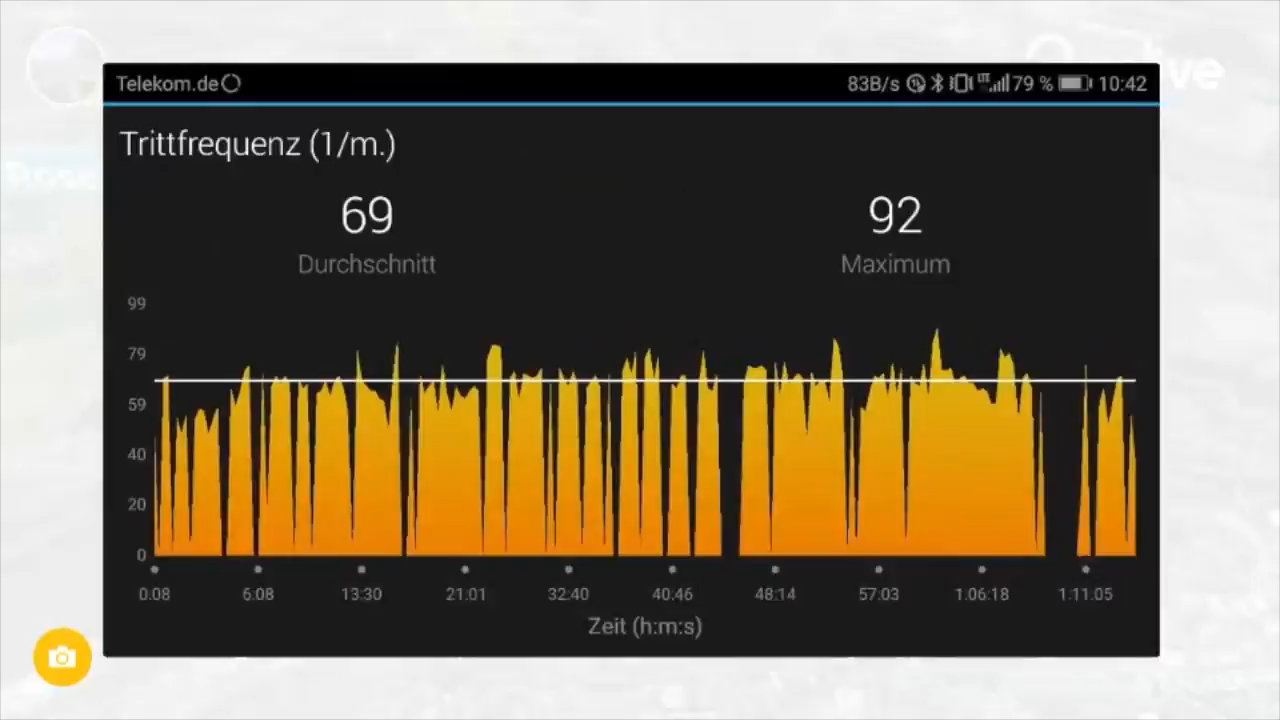 Telekom.de 83B/s LTE 79 % 10:42
Trittfrequenz (1/m.)
69 92
Durchschnitt Maximum
99
79
59
40
20
0
0.08 6:08 13:30 21:01 32:40 40.46 48:14 57:03 1.06:18 1:11.05
Zeit (h:m:s)